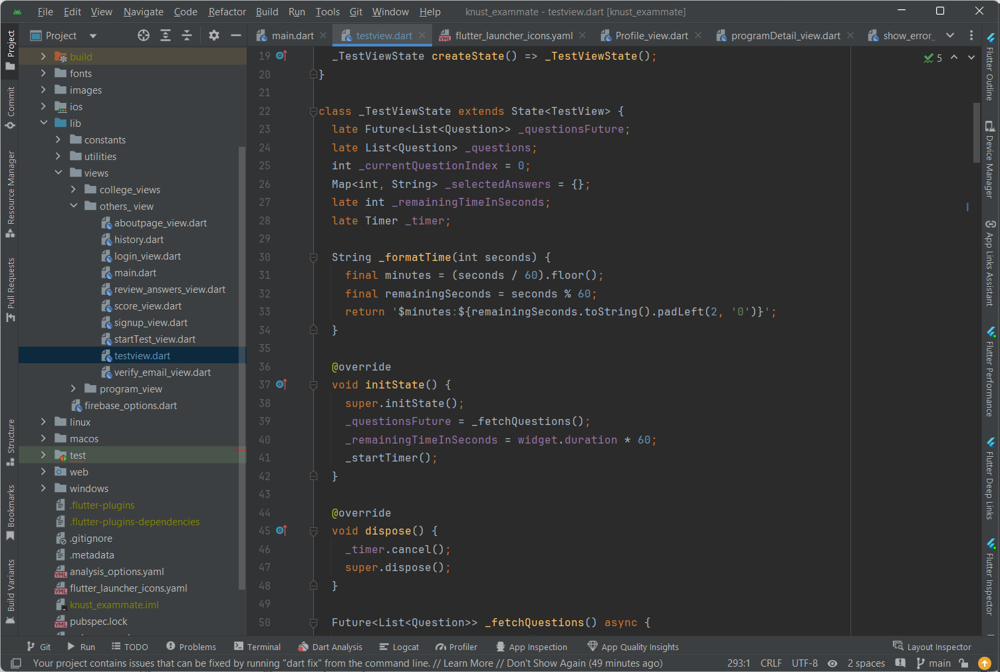 File Edit View Navigate Code Refactor Build Run Tools Git Window Help knust_exammate - testview.dart [knust_exammate]
Project
main.dart testview.dart flutter_launcher_icons.yaml Profile_view.dart programDetail_view.dart show_error_
Project
Commit
Resource Manager
Pull Requests
Structure
Bookmarks
Build Variants
build
fonts
images
ios
lib
constants
utilities
views
college_views
others_ view
aboutpage_view.dart
history.dart
login_view.dart
main.dart
review_answers_view.dart
score_view.dart
signup_view.dart
startTest_view.dart
testview.dart
verify_email_view.dart
program_view
firebase_options.dart
linux
macos
test
web
windows
.flutter-plugins
.flutter-plugins-dependencies
.gitignore
.metadata
analysis_options.yaml
flutter_launcher_icons.yaml
knust_exammate.iml
pubspec.lock
5
19 _TestViewState createState() => _TestViewState();
20 }
21
22 class _TestViewState extends State<TestView> {
23 late Future<List<Question>> _questionsFuture;
24 late List<Question> _questions;
25 int _currentQuestionIndex = 0;
26 Map<int, String> _selectedAnswers = {};
27 late int _remainingTimeInSeconds;
28 late Timer _timer;
29
30 String _formatTime(int seconds) {
31 final minutes = (seconds / 60).floor();
32 final remainingSeconds = seconds % 60;
33 return '$minutes:${remainingSeconds.toString().padLeft(2, '0')}';
34 }
35
36 @override
37 void initState() {
38 super.initState();
39 _questionsFuture = _fetchQuestions();
40 _remainingTimeInSeconds = widget.duration * 60;
41 _startTimer();
42 }
43
44 @override
45 void dispose() {
46 _timer.cancel();
47 super.dispose();
48 }
49
50 Future<List<Question>> _fetchQuestions() async {
Flutter Outline
Device Manager
App Links Assistant
Flutter Performance
Flutter Deep Links
Flutter Inspector
Git Run TODO Problems Terminal Dart Analysis Logcat Profiler App Inspection App Quality Insights Layout Inspector
Your project contains issues that can be fixed by running "dart fix" from the command line. // Learn More // Don't Show Again (49 minutes ago) 293:1 CRLF UTF-8 2 spaces main